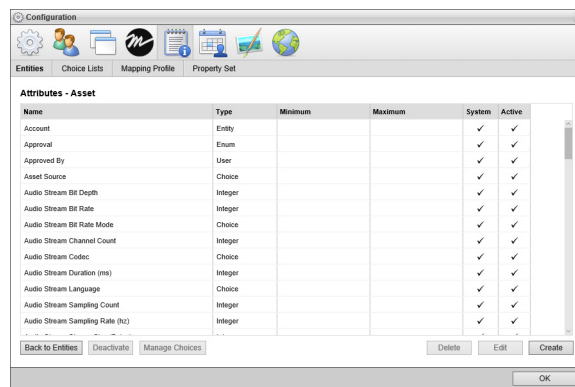 Configuration
Entities Choice Lists Mapping Profile Property Set
Attributes - Asset
Name Type Minimum Maximum System Active
Account Entity ✓ ✓
Approval Enum ✓ ✓
Approved By User ✓ ✓
Asset Source Choice ✓ ✓
Audio Stream Bit Depth Integer ✓ ✓
Audio Stream Bit Rate Integer ✓ ✓
Audio Stream Bit Rate Mode Choice ✓ ✓
Audio Stream Channel Count Integer ✓ ✓
Audio Stream Codec Choice ✓ ✓
Audio Stream Duration (ms) Integer ✓ ✓
Audio Stream Language Choice ✓ ✓
Audio Stream Sampling Count Integer ✓ ✓
Audio Stream Sampling Rate (hz) Integer ✓ ✓
Back to Entities Deactivate Manage Choices Delete Edit Create
OK